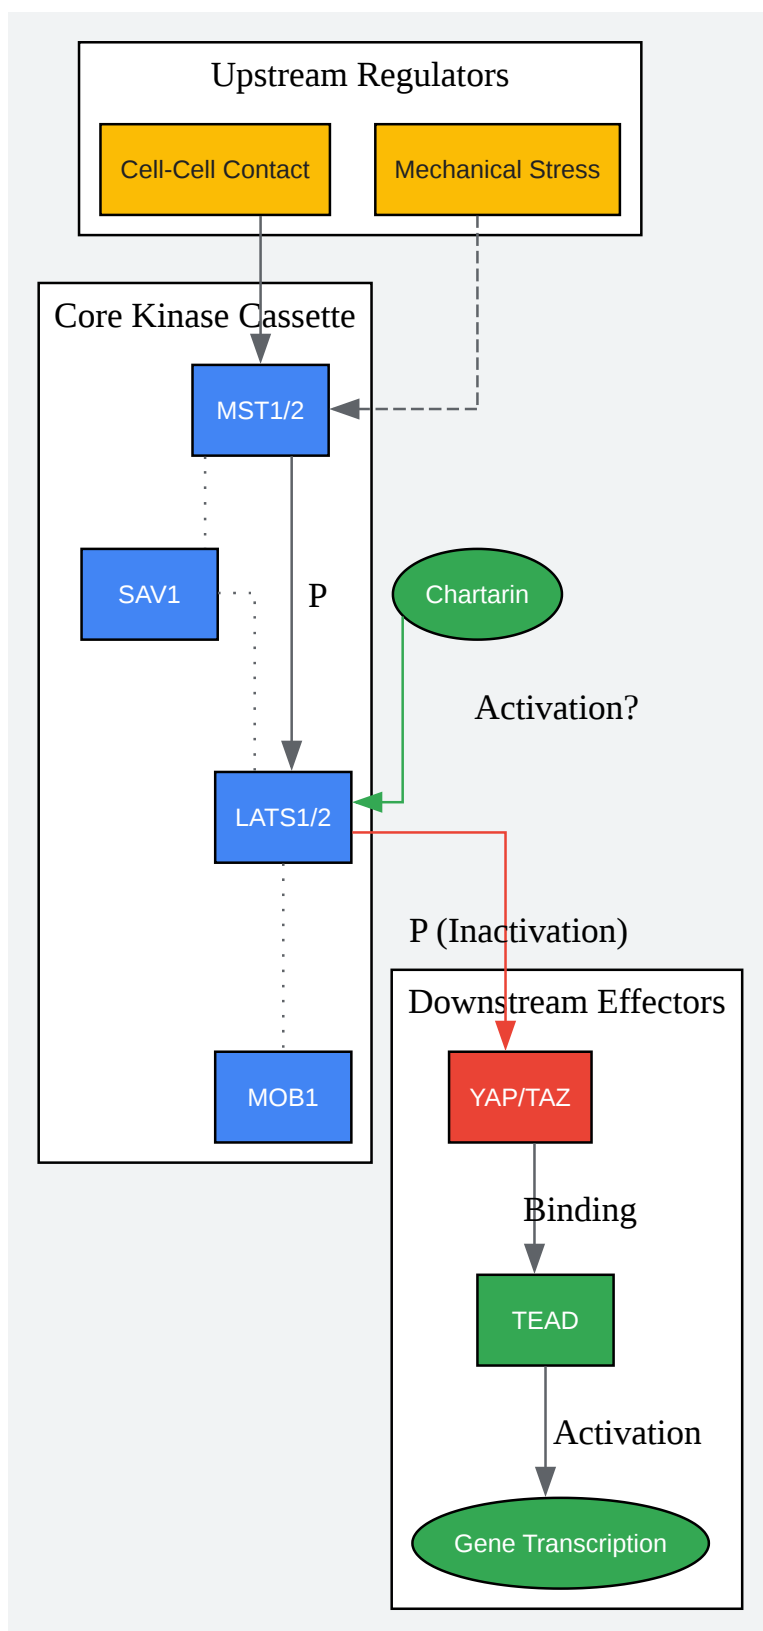 Upstream Regulators
Cell-Cell Contact
Mechanical Stress
Core Kinase Cassette
MST1/2
SAV1
P
Chartarin
Activation?
LATS1/2
P (Inactivation)
Downstream Effectors
MOB1
YAP/TAZ
Binding
TEAD
Activation
Gene Transcription